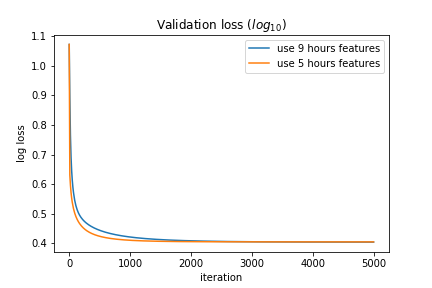 Validation loss (log₁₀)
use 9 hours features
use 5 hours features
log loss
1.1
1.0
0.9
0.8
0.7
0.6
0.5
0.4
0 1000 2000 3000 4000 5000
iteration